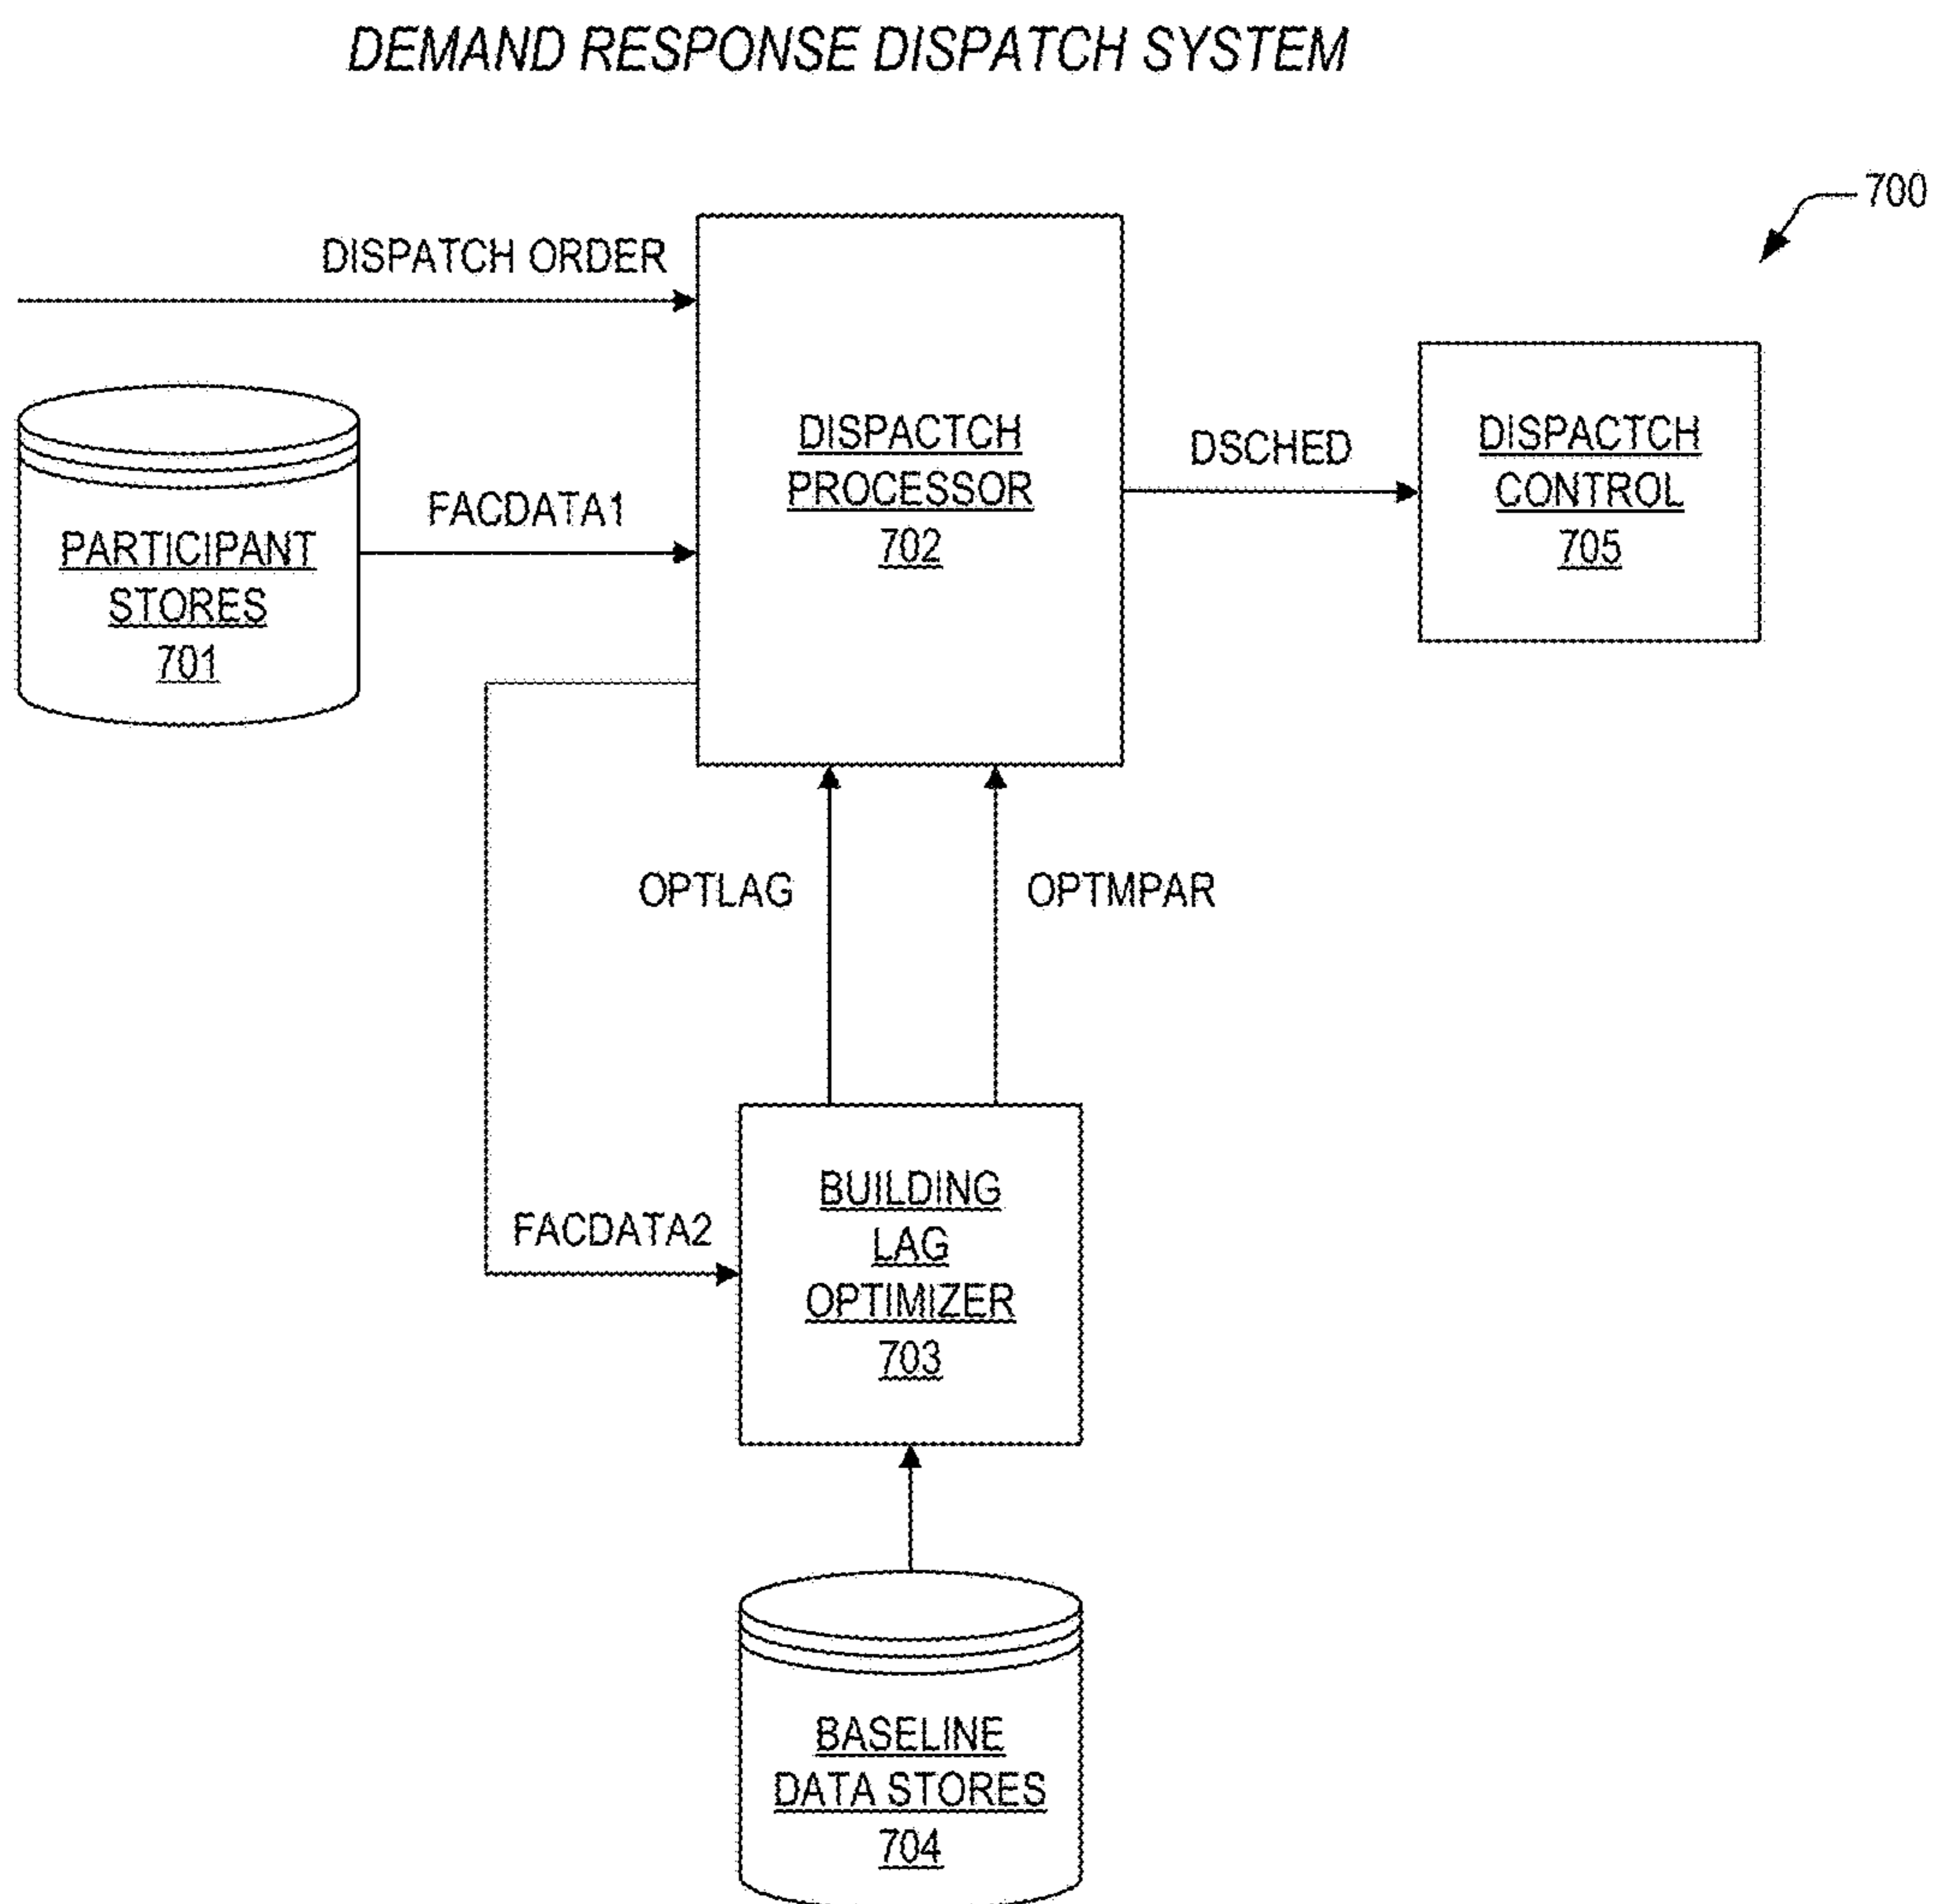 DEMAND RESPONSE DISPATCH SYSTEM
700
DISPATCH ORDER
DISPACTCH
PROCESSOR
702
DSCHED
DISPACTCH
CONTROL
705
FACDATA1
PARTICIPANT
STORES
701
OPTLAG
OPTMPAR
FACDATA2
BUILDING
LAG
OPTIMIZER
703
BASELINE
DATA STORES
704